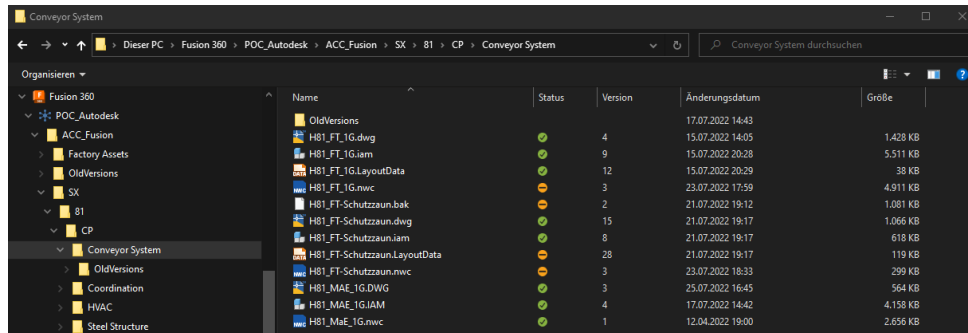 Conveyor System
Dieser PC > Fusion 360 > POC_Autodesk > ACC_Fusion > SX > 81 > CP > Conveyor System
Conveyor System durchsuchen
Organisieren
Fusion 360
POC_Autodesk
ACC_Fusion
Factory Assets
OldVersions
SX
81
CP
Conveyor System
OldVersions
Coordination
HVAC
Steel Structure
Name Status Version Änderungsdatum Größe
OldVersions 17.07.2022 14:43
H81_FT_1G.dwg 4 15.07.2022 14:05 1.428 KB
H81_FT_1G.iam 9 15.07.2022 20:28 5.511 KB
H81_FT_1G.LayoutData 12 15.07.2022 20:29 38 KB
H81_FT_1G.nwc 3 23.07.2022 17:59 4.911 KB
H81_FT-Schutzzaun.bak 2 21.07.2022 19:12 1.081 KB
H81_FT-Schutzzaun.dwg 15 21.07.2022 19:17 1.066 KB
H81_FT-Schutzzaun.iam 8 21.07.2022 19:17 618 KB
H81_FT-Schutzzaun.LayoutData 28 21.07.2022 19:17 119 KB
H81_FT-Schutzzaun.nwc 3 23.07.2022 18:33 299 KB
H81_MAE_1G.DWG 3 25.07.2022 16:45 564 KB
H81_MAE_1G.IAM 4 17.07.2022 14:42 4.158 KB
H81_MaE_1G.nwc 1 12.04.2022 19:00 2.656 KB